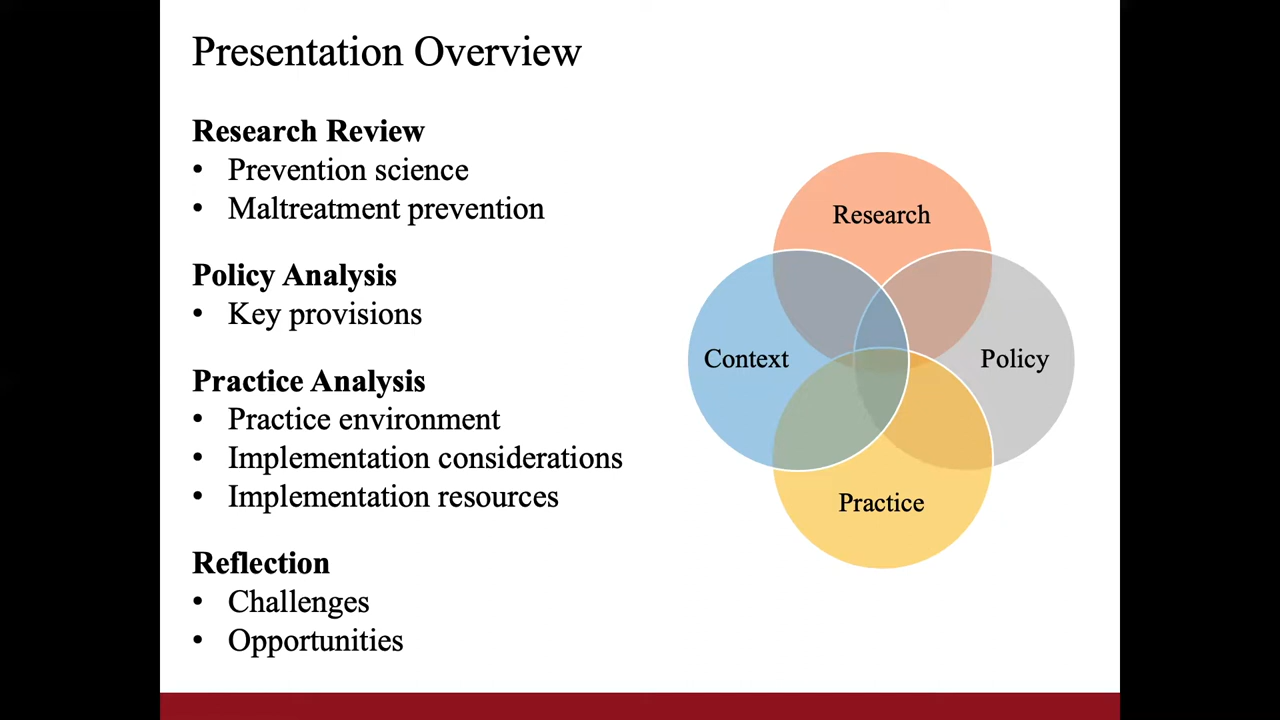 Presentation Overview
Research Review
• Prevention science
• Maltreatment prevention
Policy Analysis
• Key provisions
Practice Analysis
• Practice environment
• Implementation considerations
• Implementation resources
Reflection
• Challenges
• Opportunities
Research
Context
Policy
Practice